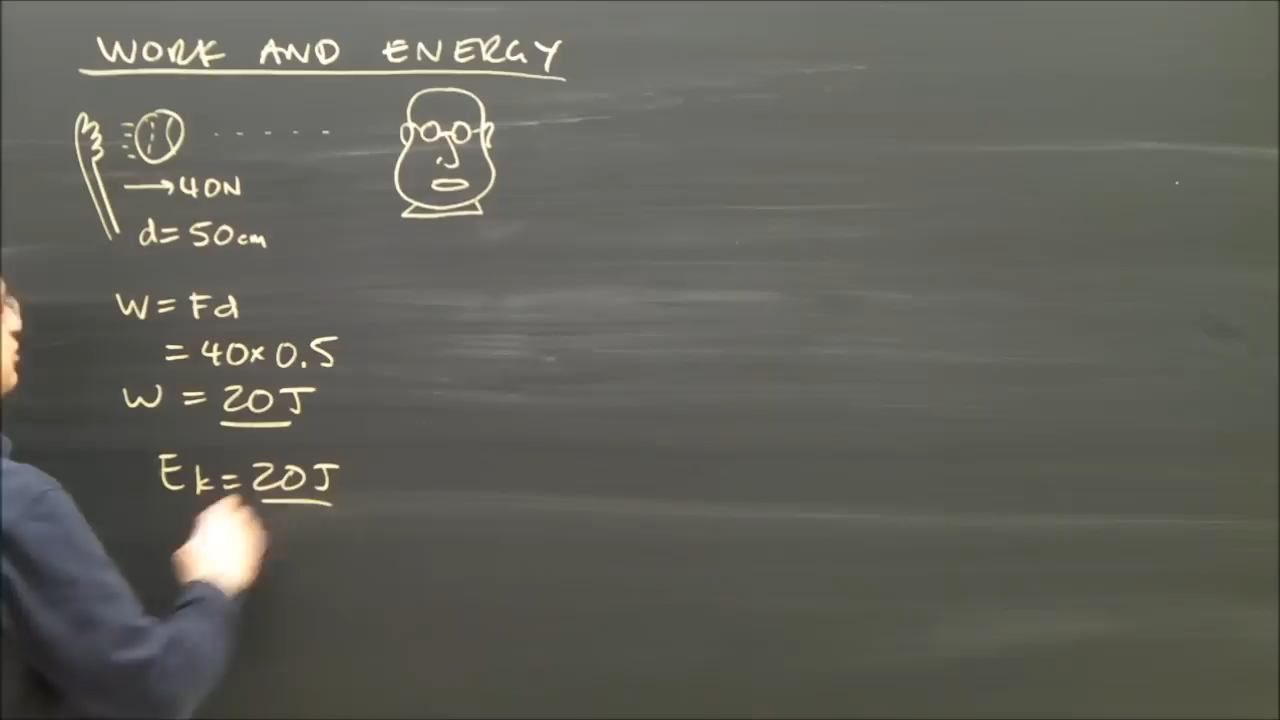 WORK AND ENERGY
→40N
d = 50cm
W = Fd
= 40 × 0.5
W = 20J
Ek = 20J